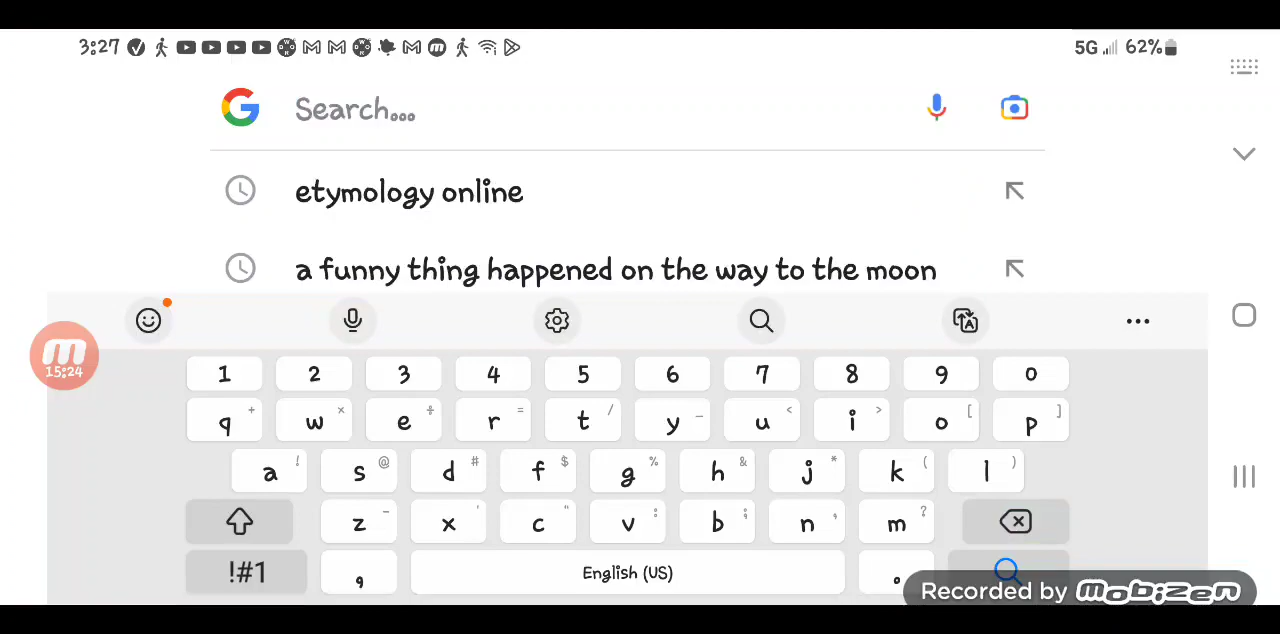 3:27 5G 62%
Search...
etymology online
a funny thing happened on the way to the moon
15:24
1 2 3 4 5 6 7 8 9 0
q + w × e ÷ r = t / y _ u < i > o [ p ]
a ! s @ d # f $ g % h & j * k ( l )
z - x ' c " v : b ; n , m ?
!#1 , English (US) .
Recorded by mobizen